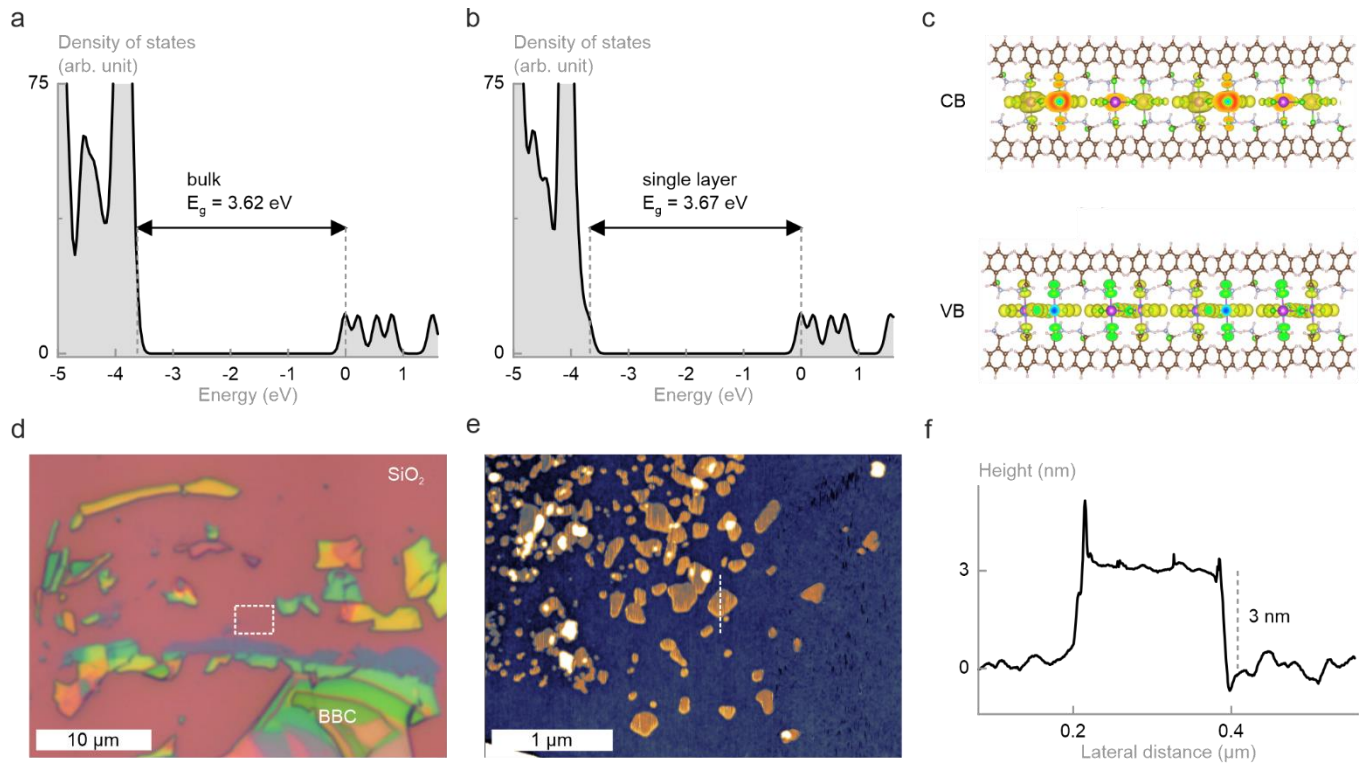 a
Density of states
(arb. unit)
75
bulk
E_g = 3.62 eV
0
-5 -4 -3 -2 -1 0 1
Energy (eV)
b
Density of states
(arb. unit)
75
single layer
E_g = 3.67 eV
0
-5 -4 -3 -2 -1 0 1
Energy (eV)
c
CB
VB
d
SiO₂
BBC
10 µm
e
1 µm
f
Height (nm)
3
3 nm
0
0.2 0.4
Lateral distance (µm)